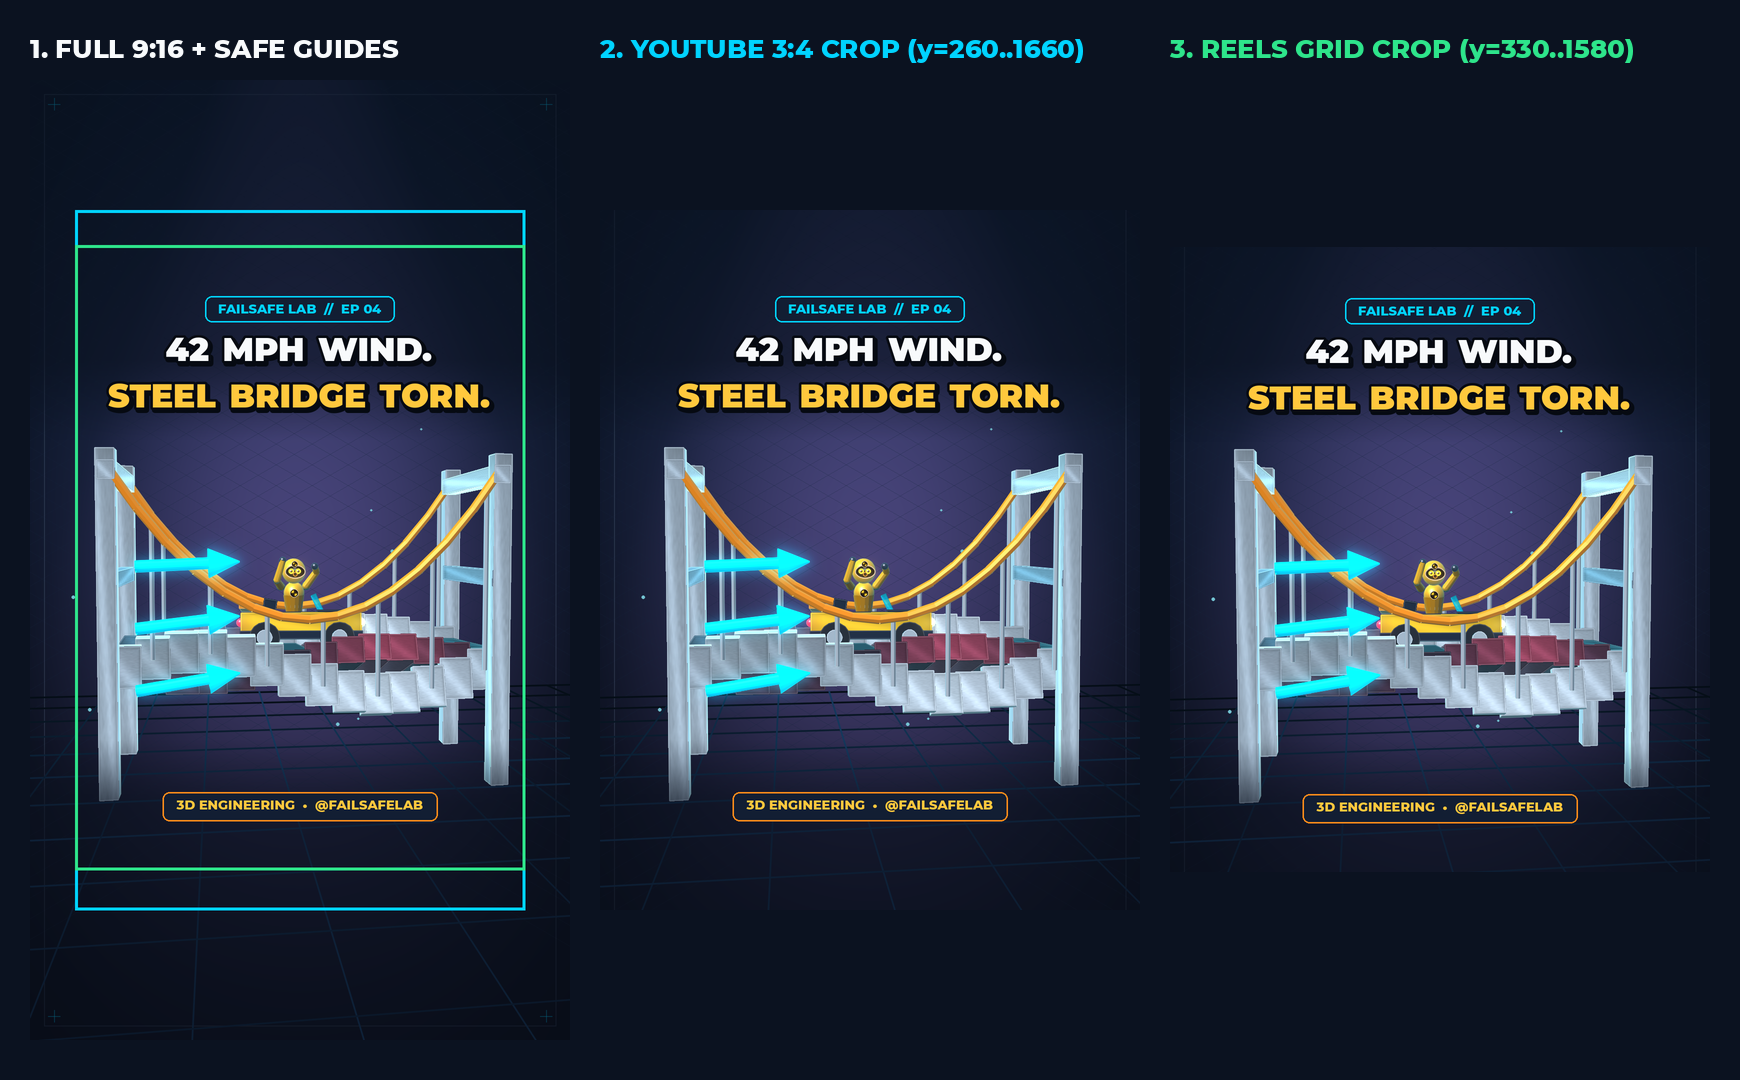 1. FULL 9:16 + SAFE GUIDES
FAILSAFE LAB // EP 04
42 MPH WIND.
STEEL BRIDGE TORN.
3D ENGINEERING • @FAILSAFELAB
2. YOUTUBE 3:4 CROP (y=260..1660)
FAILSAFE LAB // EP 04
42 MPH WIND.
STEEL BRIDGE TORN.
3D ENGINEERING • @FAILSAFELAB
3. REELS GRID CROP (y=330..1580)
FAILSAFE LAB // EP 04
42 MPH WIND.
STEEL BRIDGE TORN.
3D ENGINEERING • @FAILSAFELAB